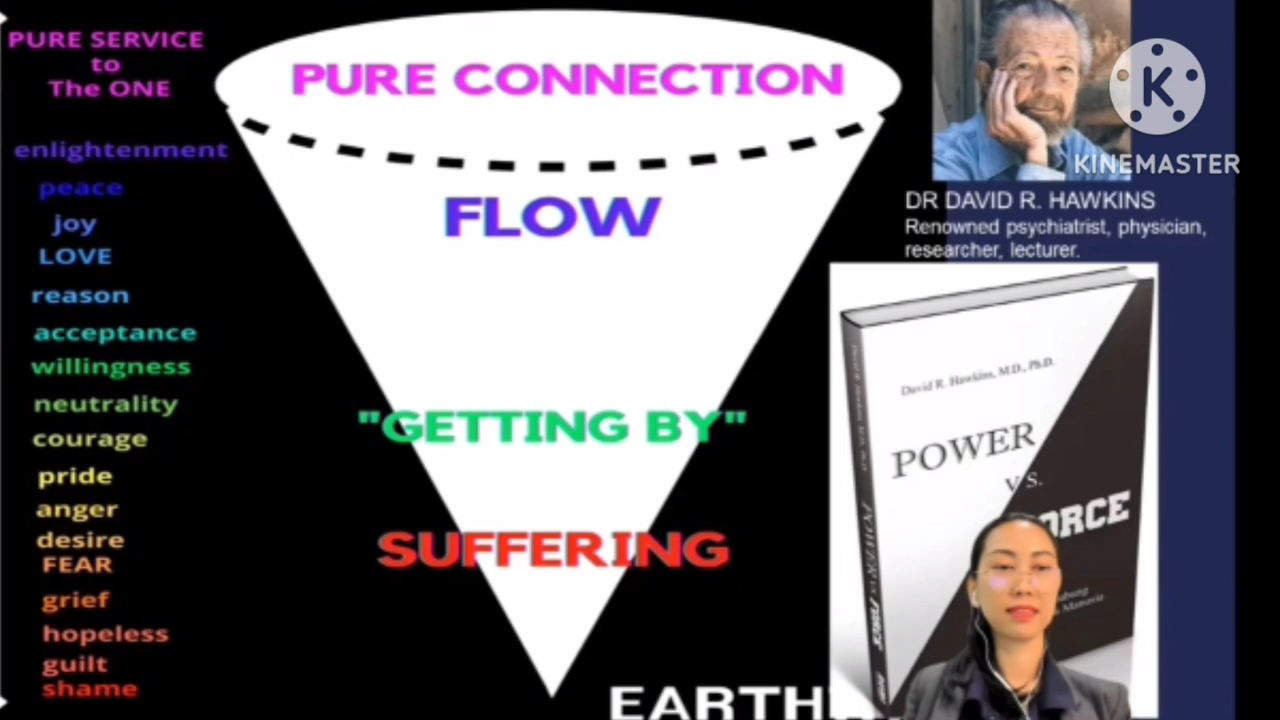 PURE SERVICE
to
The ONE
enlightenment
peace
joy
LOVE
reason
acceptance
willingness
neutrality
courage
pride
anger
desire
FEAR
grief
hopeless
guilt
shame
PURE CONNECTION
FLOW
"GETTING BY"
SUFFERING
EARTH
K
KINEMASTER
DR DAVID R. HAWKINS
Renowned psychiatrist, physician,
researcher, lecturer.
David R. Hawkins, M.D., Ph.D.
POWER
VS.
ORCE